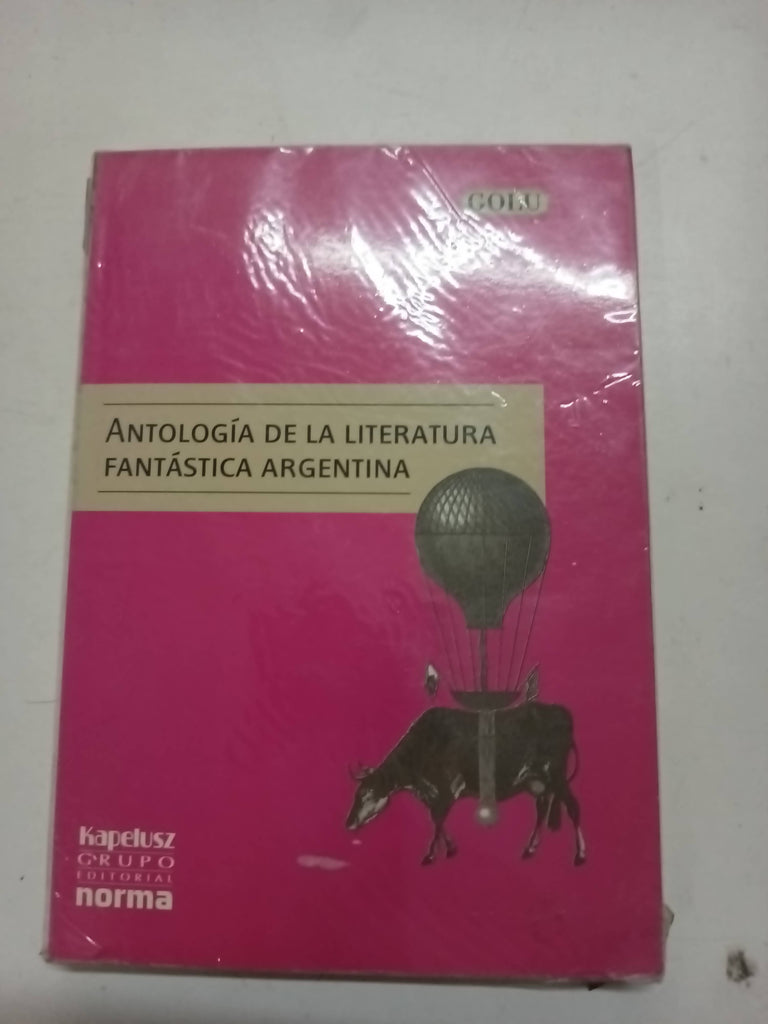 GOLU
ANTOLOGÍA DE LA LITERATURA
FANTÁSTICA ARGENTINA
Kapelusz
GRUPO
EDITORIAL
norma